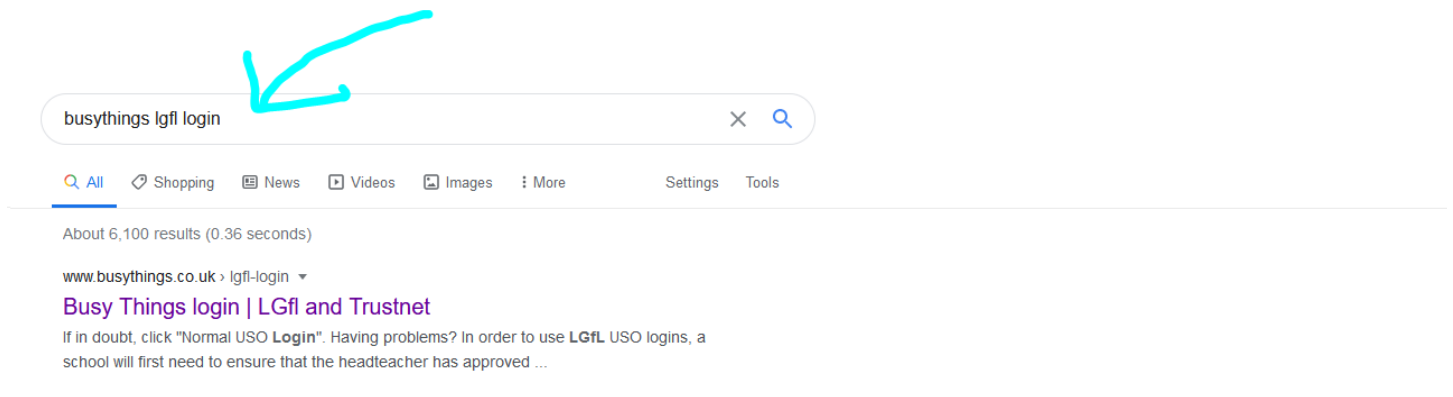 busythings lgfl login
All Shopping News Videos Images More Settings Tools
About 6,100 results (0.36 seconds)
www.busythings.co.uk › lgfl-login
Busy Things login | LGfl and Trustnet
If in doubt, click "Normal USO Login". Having problems? In order to use LGfL USO logins, a
school will first need to ensure that the headteacher has approved ...